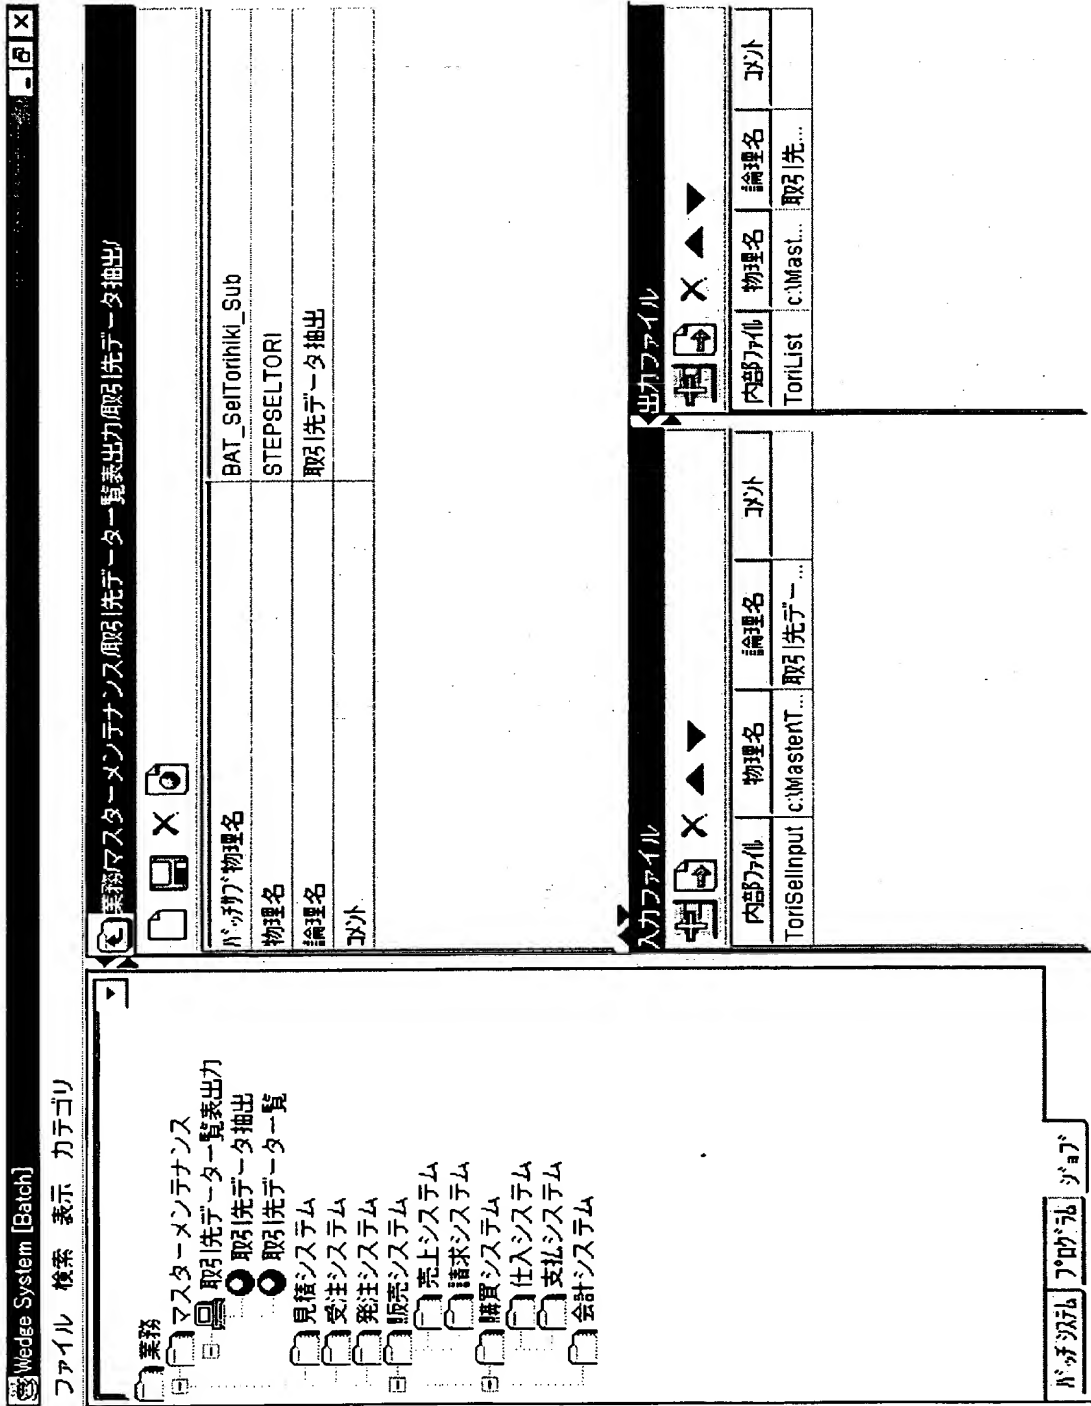 Wedge System [Batch]
ファイル 検索 表示 カテゴリ
業務
マスターメンテナンス
取引先データ一覧表出力
取引先データ抽出
取引先データ一覧
見積システム
受注システム
発注システム
販売システム
売上システム
請求システム
購買システム
仕入システム
支払システム
会計システム
バッチシステム プログラム ジョブ
業務/マスターメンテナンス/取引先データ一覧表出力/取引先データ抽出/
バッチサブ物理名 BAT_SelTorihiki_Sub
物理名 STEPSELTORI
論理名 取引先データ抽出
コメント
入力ファイル
内部ファイル 物理名 論理名 コメント
ToriSelInput c:\Master\T... 取引先デー...
出力ファイル
内部ファイル 物理名 論理名 コメント
ToriList c:\Mast... 取引先...